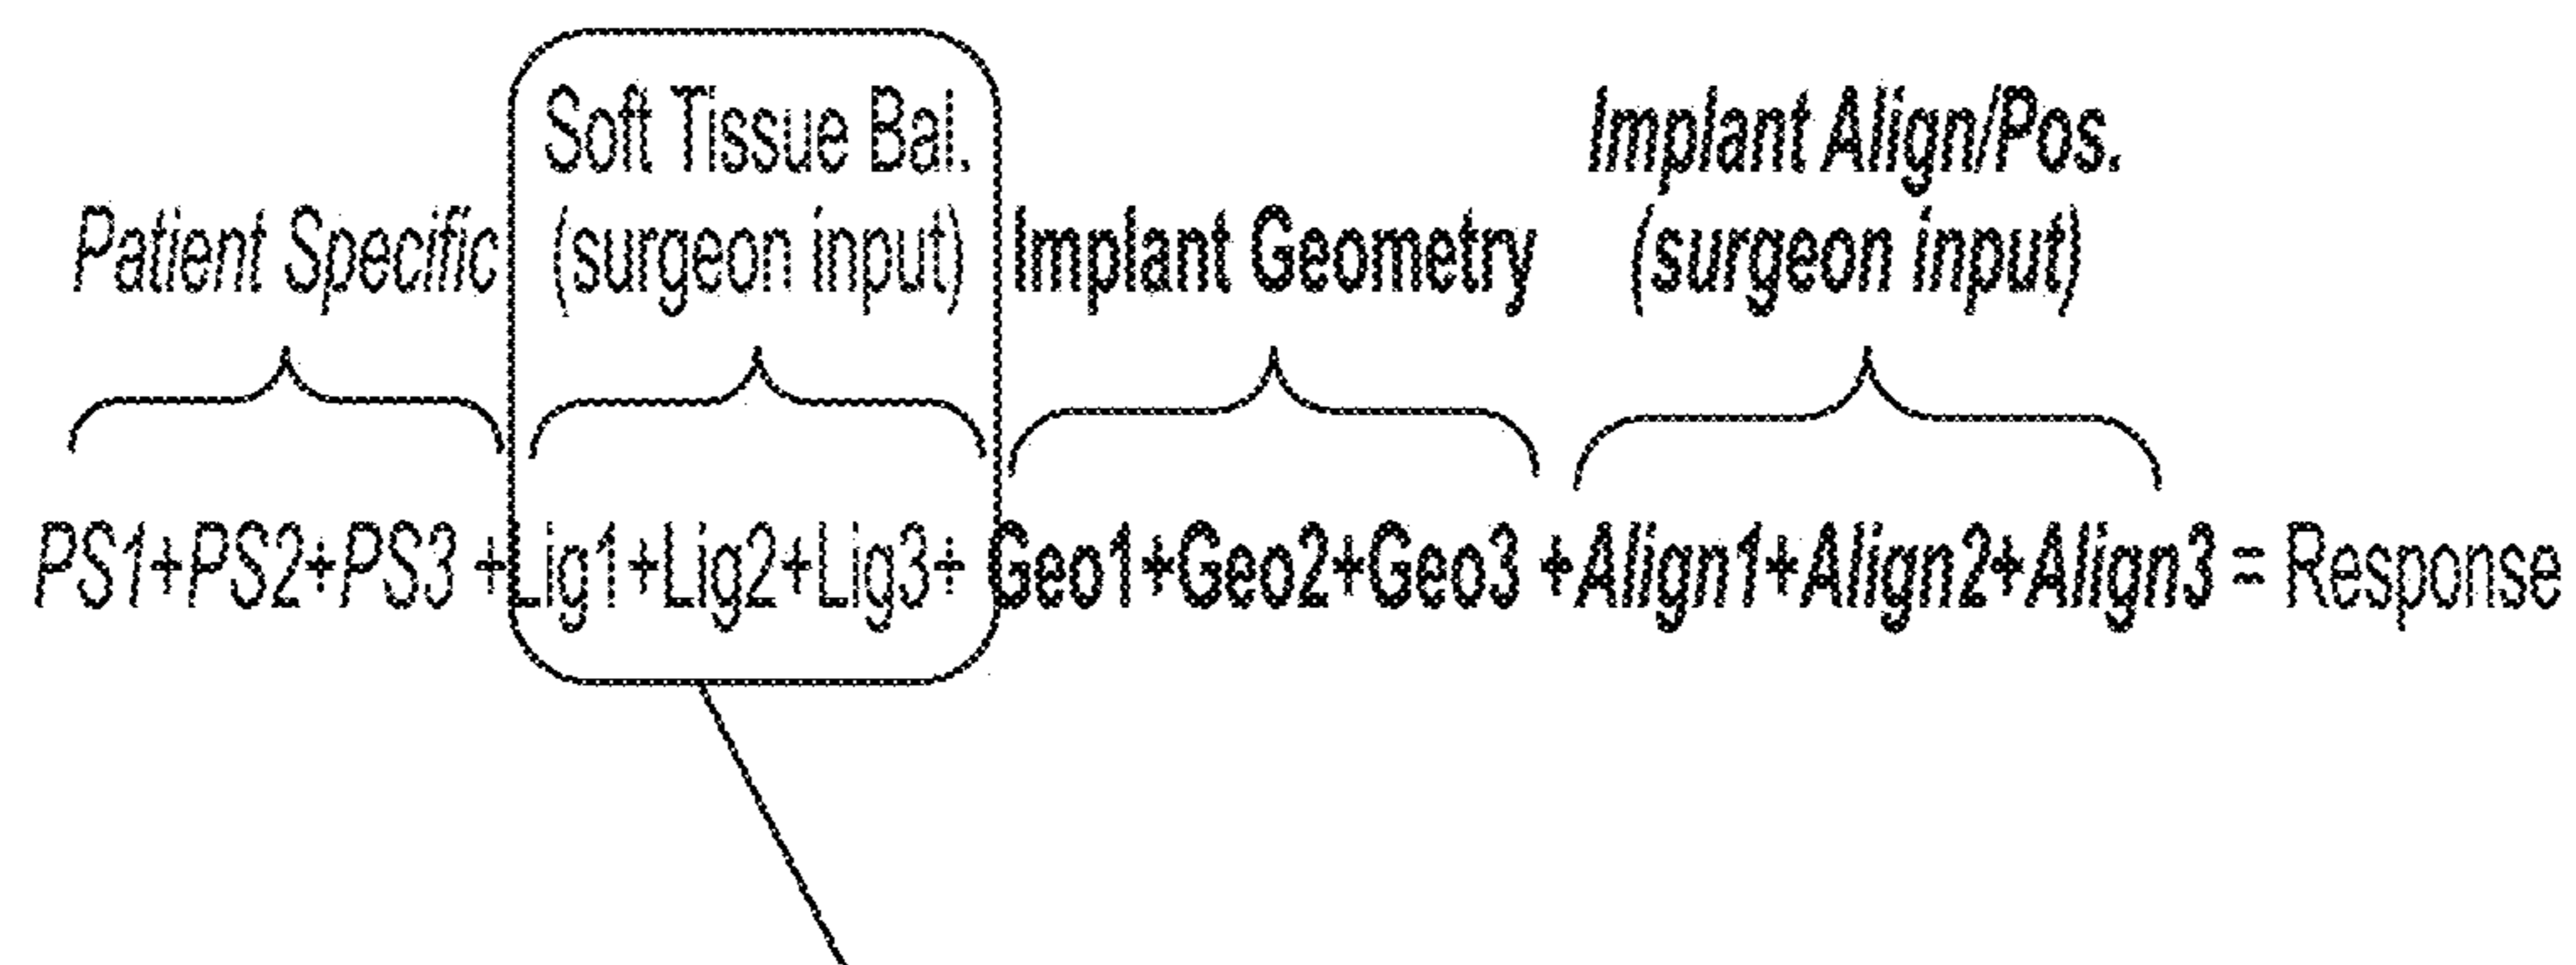 Soft Tissue Bal. Implant Align/Pos.
Patient Specific (surgeon input) Implant Geometry (surgeon input)
PS1+PS2+PS3 +Lig1+Lig2+Lig3+ Geo1+Geo2+Geo3 +Align1+Align2+Align3 = Response